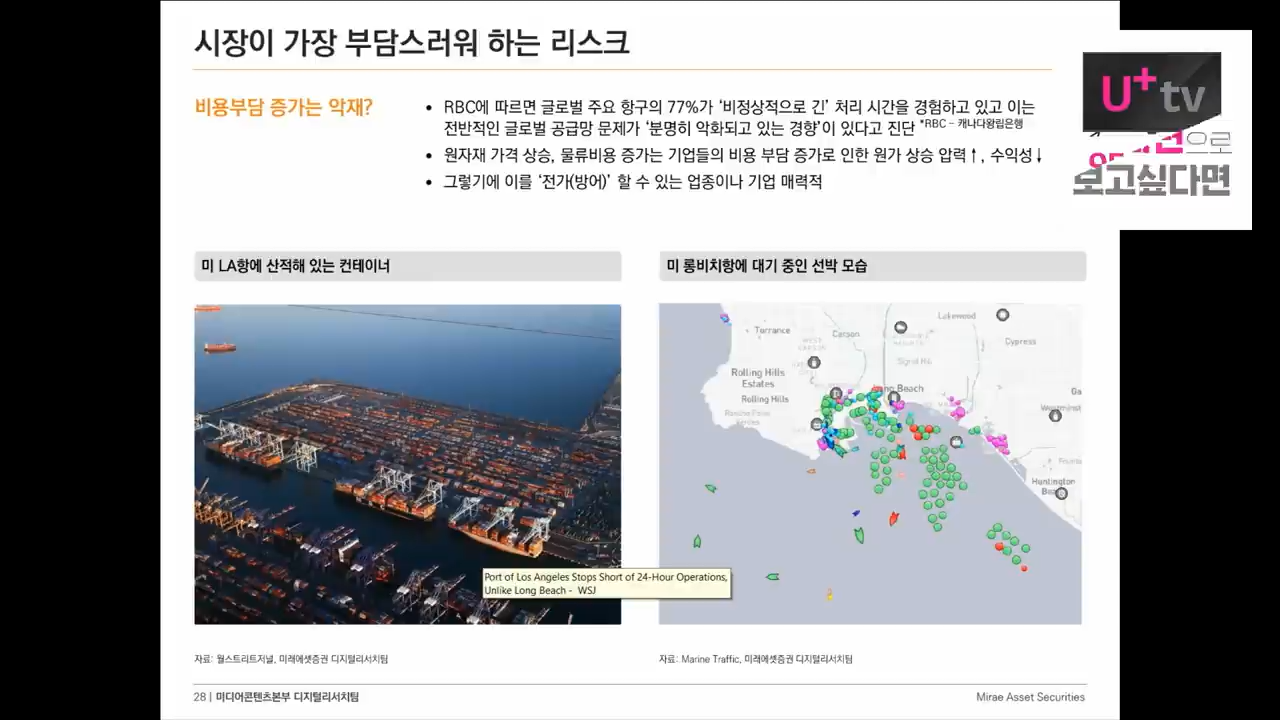 시장이 가장 부담스러워 하는 리스크
비용부담 증가는 악재?
• RBC에 따르면 글로벌 주요 항구의 77%가 ‘비정상적으로 긴’ 처리 시간을 경험하고 있고 이는
전반적인 글로벌 공급망 문제가 ‘분명히 악화되고 있는 경향’이 있다고 진단 *RBC – 캐나다왕립은행
• 원자재 가격 상승, 물류비용 증가는 기업들의 비용 부담 증가로 인한 원가 상승 압력↑, 수익성↓
• 그렇기에 이를 ‘전가(방어)’ 할 수 있는 업종이나 기업 매력적
U+ tv
으로
보고싶다면
미 LA항에 산적해 있는 컨테이너
미 롱비치항에 대기 중인 선박 모습
Lakewood
Torrance
Carson
Cypress
Signal Hill
Rolling Hills
Estates
Rolling Hills
Beach
Westminst
Huntington
Beach
Port of Los Angeles Stops Short of 24-Hour Operations,
Unlike Long Beach - WSJ
자료: 월스트리트저널, 미래에셋증권 디지털리서치팀
자료: Marine Traffic, 미래에셋증권 디지털리서치팀
28 | 미디어콘텐츠본부 디지털리서치팀
Mirae Asset Securities